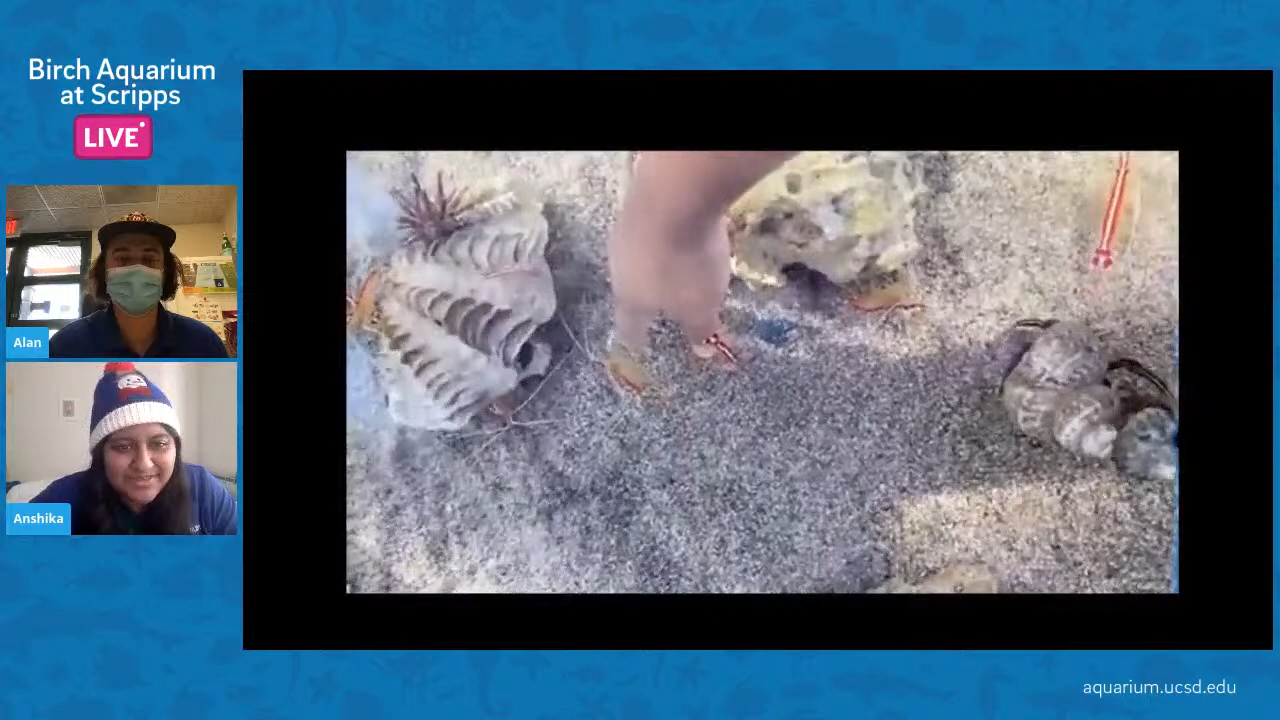 Birch Aquarium
at Scripps
LIVE
Alan
Anshika
aquarium.ucsd.edu